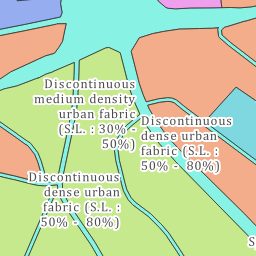 Discontinuous
medium density
urban fabric
(S.L. : 30% -
50%)
Discontinuous
dense urban
fabric (S.L. :
50% -  80%)
Discontinuous
dense urban
fabric (S.L. :
50% -  80%)
S